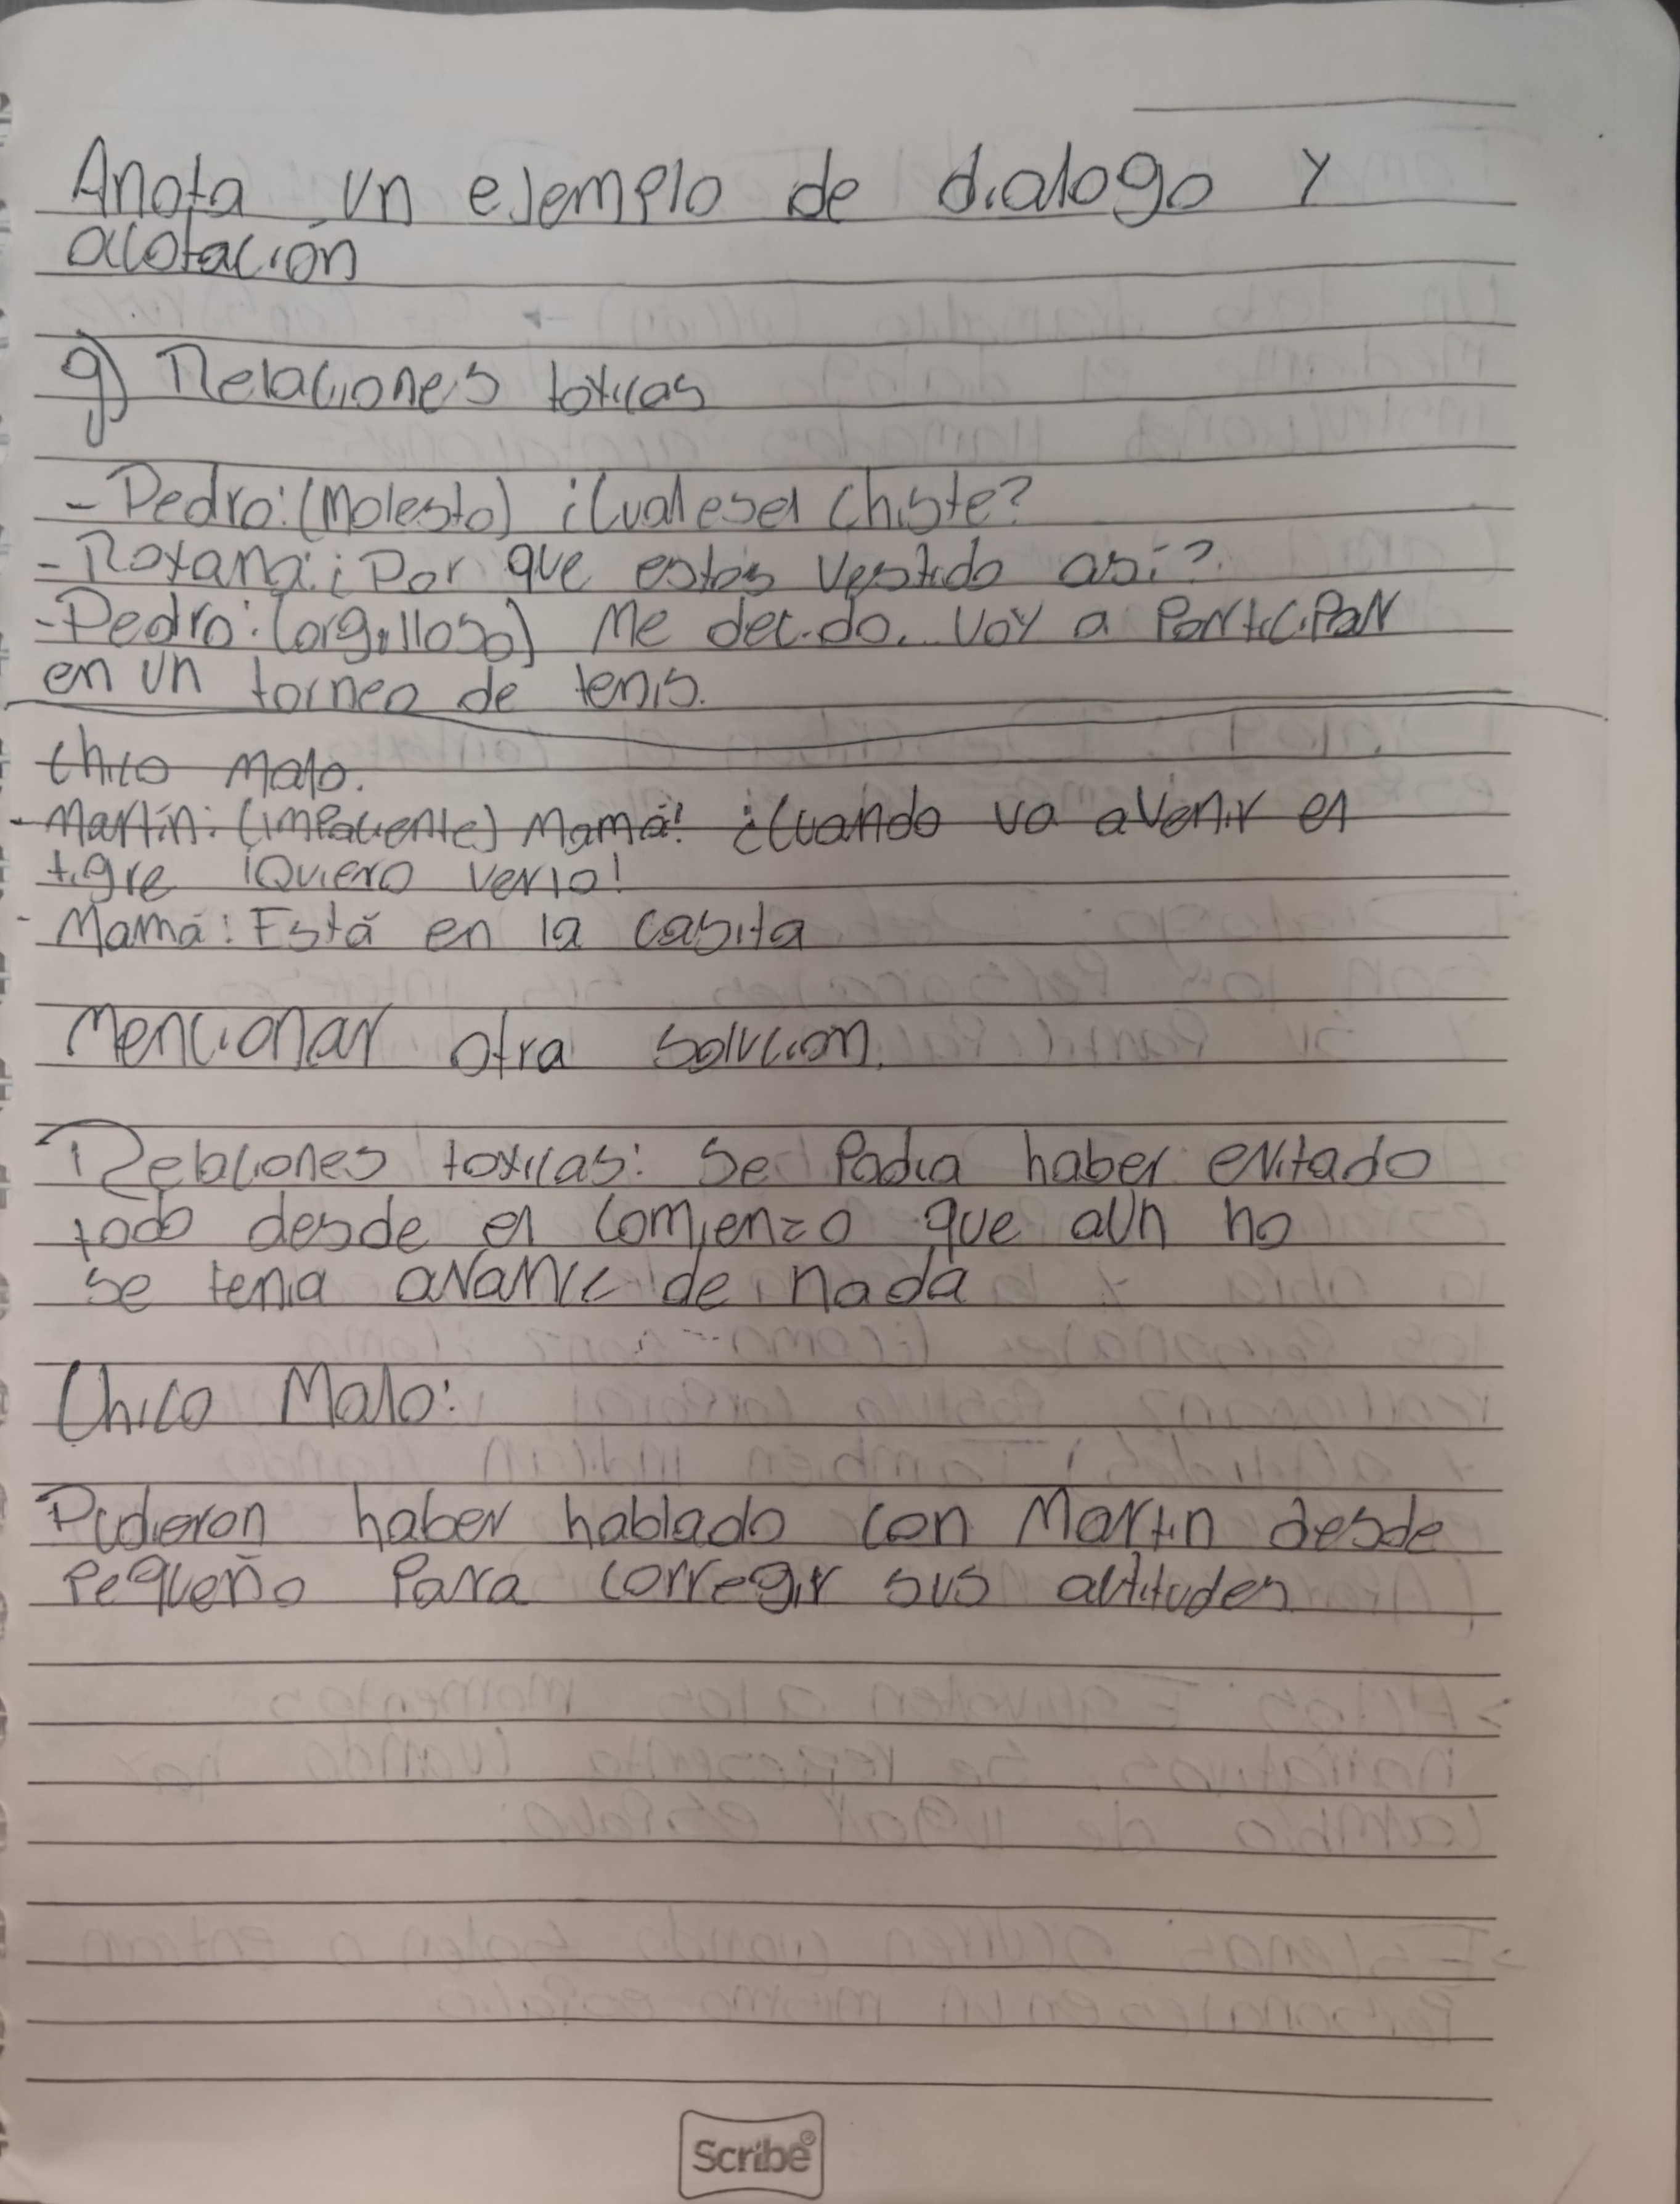 Anota un ejemplo de dialogo y
acotación
g) Relaciones toxicas
- Pedro: (Molesto) ¿Cual es el Chiste?
- Roxana: ¿Por que estás vestido así?
- Pedro: (orgilloso) Me decido. Voy a Participar
en un torneo de tenis.
Chico Malo.
- Martín: (impaciente) Mamá! ¿Cuando va a venir el
tigre ¡Quiero verlo!
- Mamá: Está en la casita
Mencionar otra solucion.
Relaciones toxicas: Se Podia haber evitado
todo desde el Comienzo que aun no
se tenia avance de nada
Chico Malo:
Pudieron haber hablado con Martin desde
Pequeño Para corregir sus actitudes
Scribe®